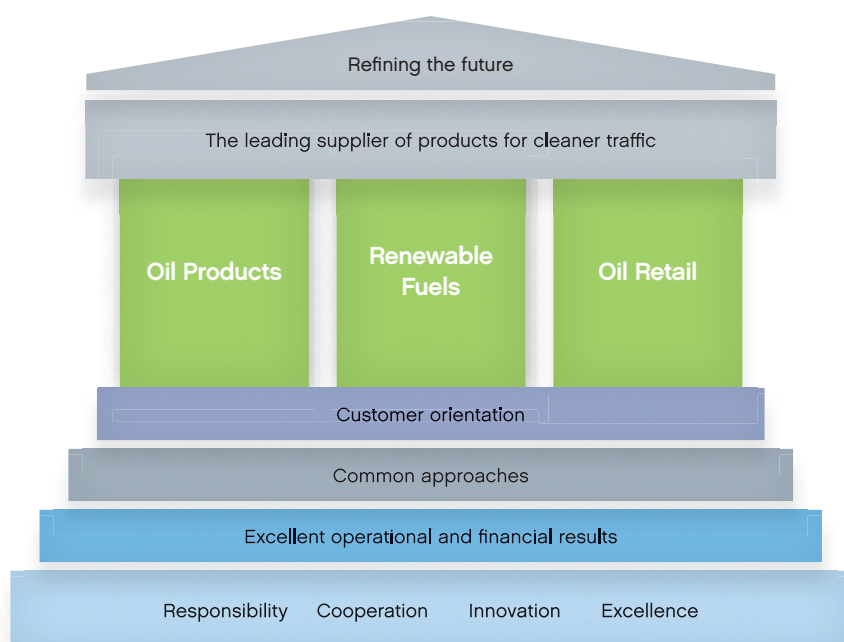 Refining the future
The leading supplier of products for cleaner traffic
Oil Products
Renewable
Fuels
Oil Retail
Customer orientation
Common approaches
Excellent operational and financial results
Responsibility Cooperation Innovation Excellence